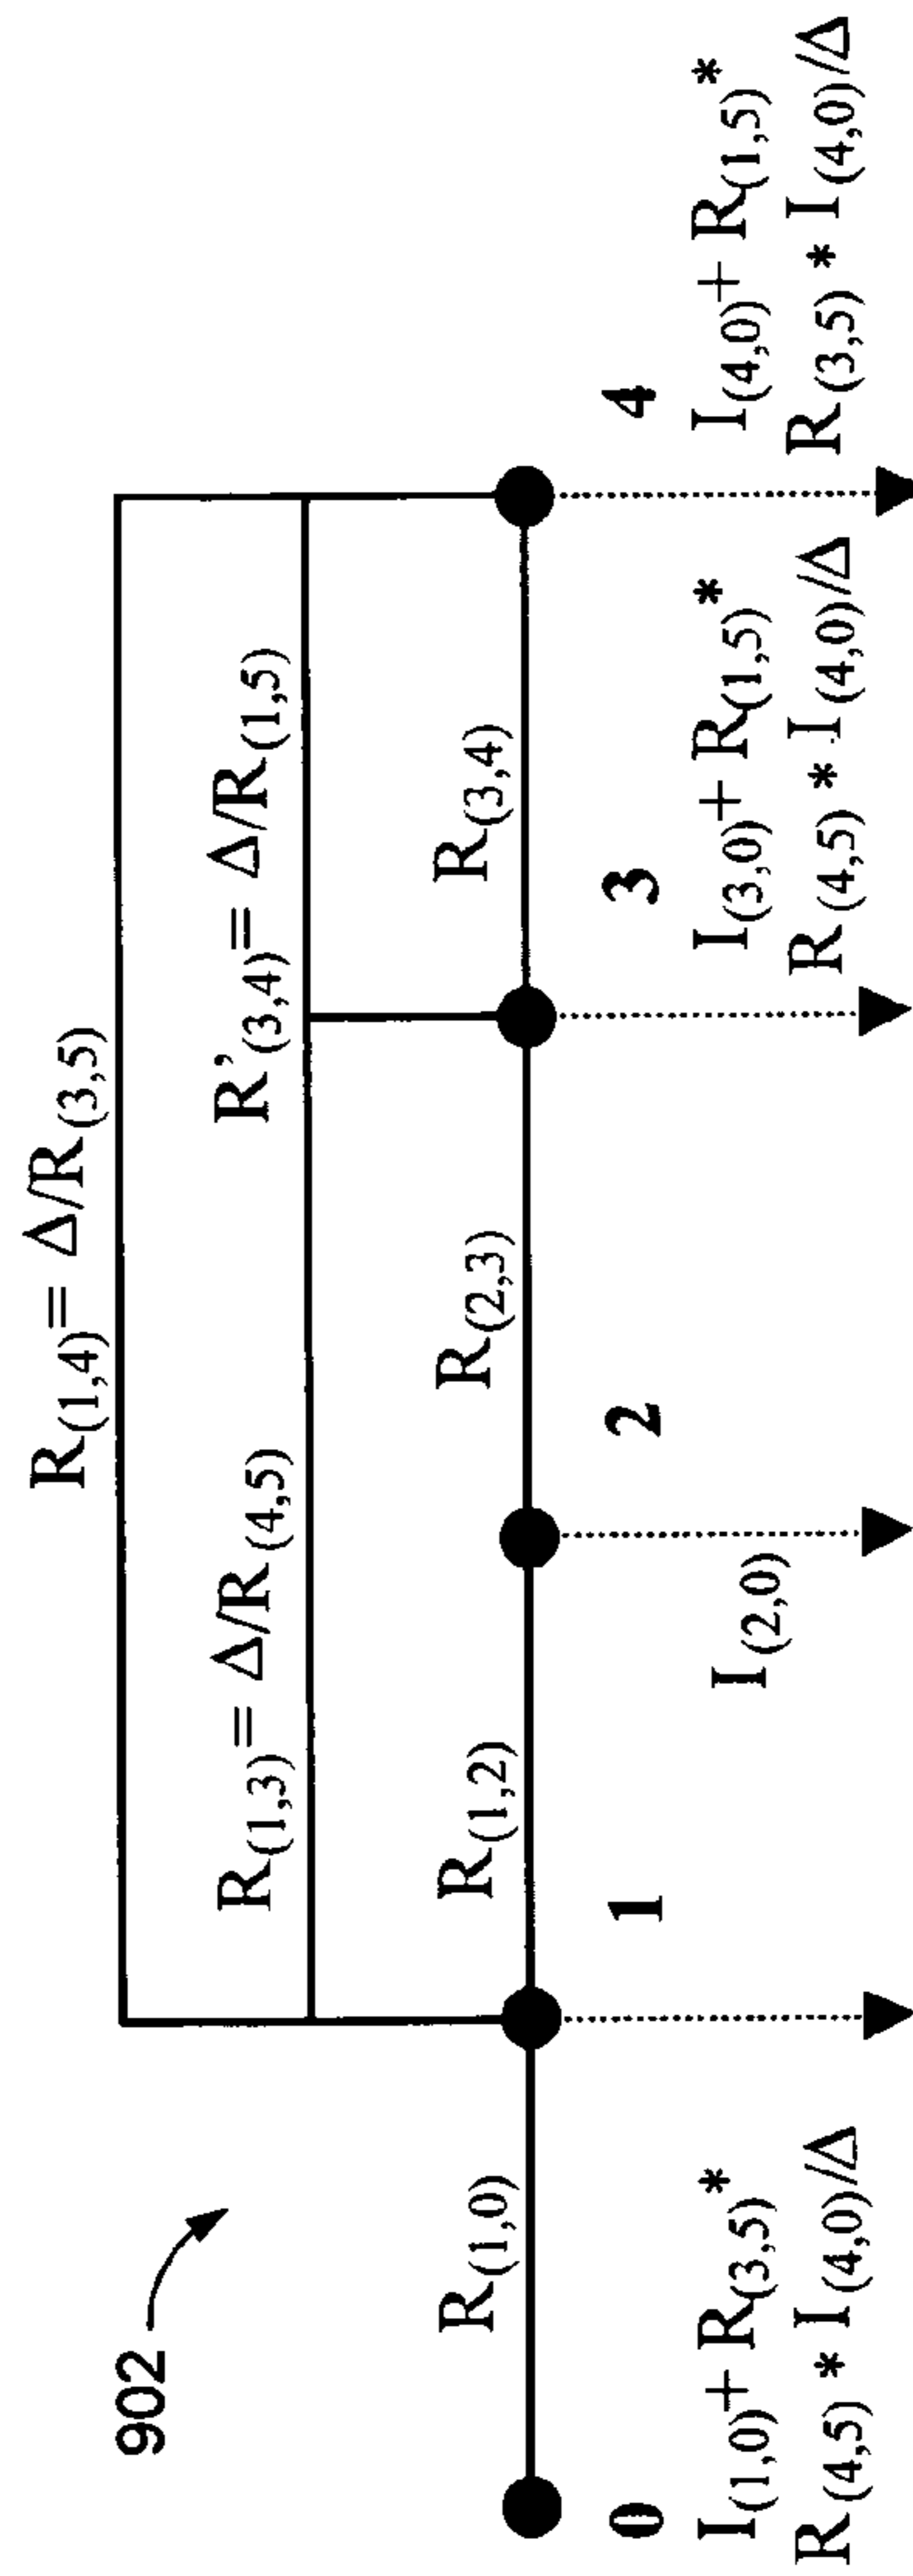 902
R(1,4)= Δ/R(3,5)
R(1,3)= Δ/R(4,5)
R’(3,4)= Δ/R(1,5)
R(1,0)
R(1,2)
R(2,3)
R(3,4)
0
1
2
3
4
I(1,0)+ R(3,5)*
R(4,5) * I(4,0)/Δ
I(2,0)
I(3,0)+ R(1,5)*
R(4,5) * I(4,0)/Δ
I(4,0)+ R(1,5)*
R(3,5) * I(4,0)/Δ